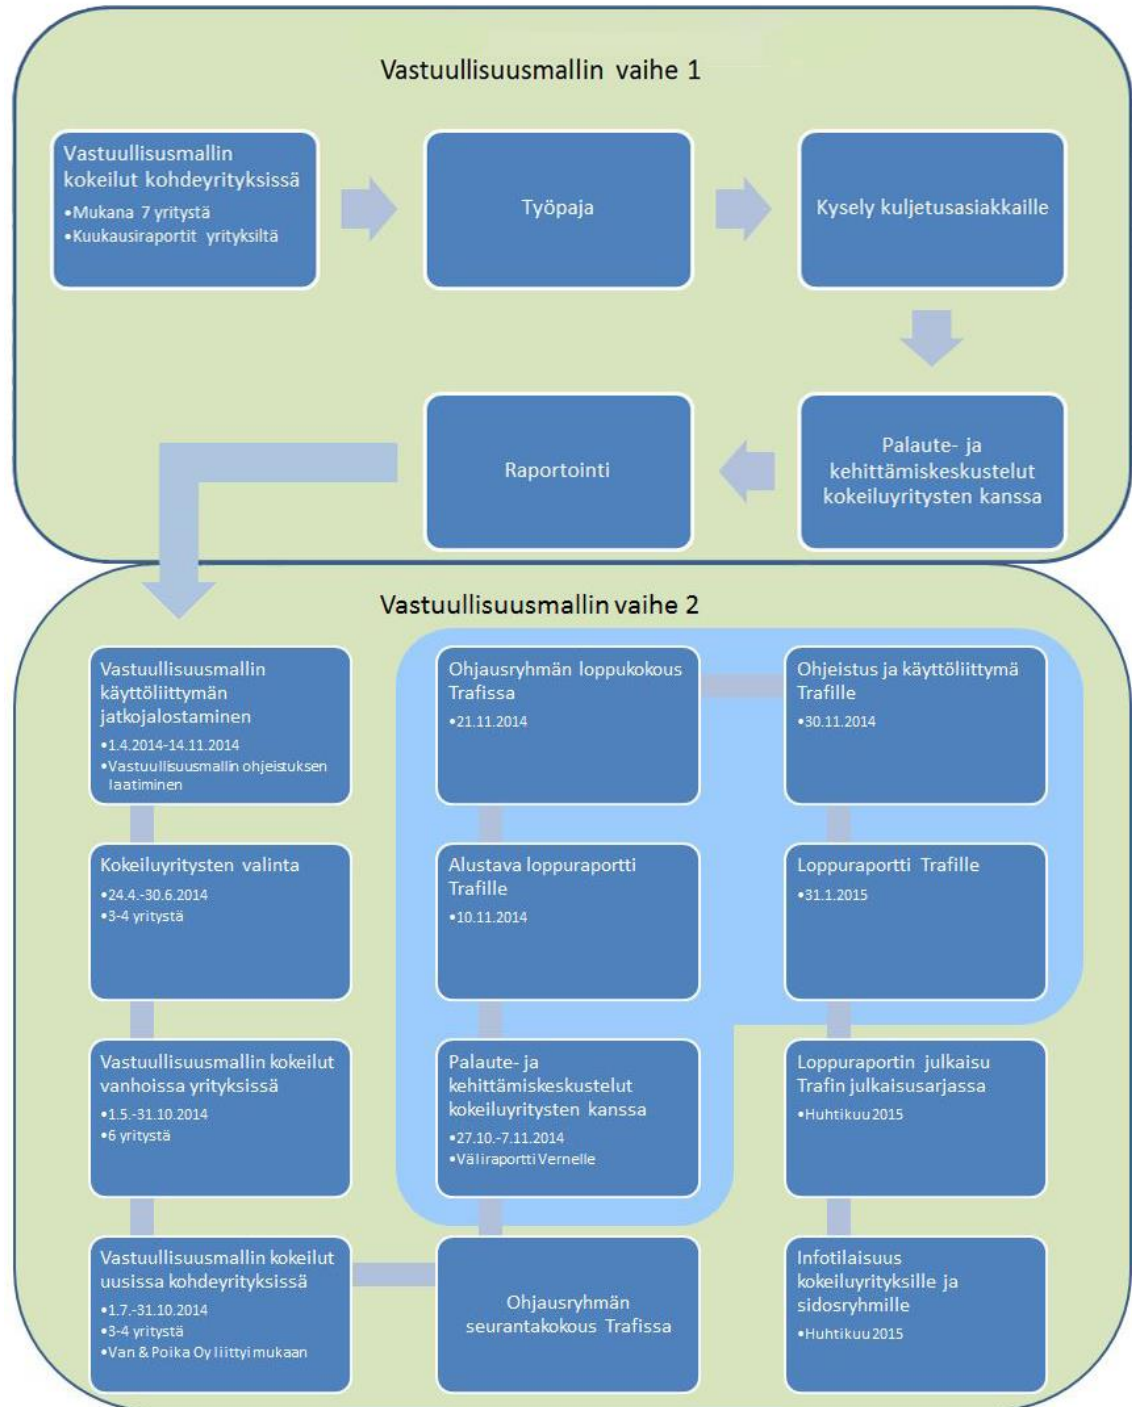 Vastuullisuusmallin vaihe 1
Vastuullisusmallin
kokeilut kohdeyrityksissä
•Mukana 7 yritystä
•Kuukausiraportit yrityksiltä
Työpaja
Kysely kuljetusasiakkaille
Palaute- ja
kehittämiskeskustelut
kokeiluyritysten kanssa
Raportointi
Vastuullisuusmallin vaihe 2
Vastuullisuusmallin
käyttöliittymän
jatkojalostaminen
•1.4.2014-14.11.2014
•Vastuullisuusmallin ohjeistuksen
laatiminen
Kokeiluyritysten valinta
•24.4.-30.6.2014
•3-4 yritystä
Vastuullisuusmallin kokeilut
vanhoissa yrityksissä
•1.5.-31.10.2014
•6 yritystä
Vastuullisuusmallin kokeilut
uusissa kohdeyrityksissä
•1.7.-31.10.2014
•3-4 yritystä
•Van & Poika Oy liittyi mukaan
Ohjausryhmän
seurantakokous Trafissa
Palaute- ja
kehittämiskeskustelut
kokeiluyritysten kanssa
•27.10.-7.11.2014
•Väliraportti Vernelle
Alustava loppuraportti
Trafille
•10.11.2014
Ohjausryhmän loppukokous
Trafissa
•21.11.2014
Ohjeistus ja käyttöliittymä
Trafille
•30.11.2014
Loppuraportti Trafille
•31.1.2015
Loppuraportin julkaisu
Trafin julkaisusarjassa
•Huhtikuu 2015
Infotilaisuus
kokeiluyrityksille ja
sidosryhmille
•Huhtikuu 2015